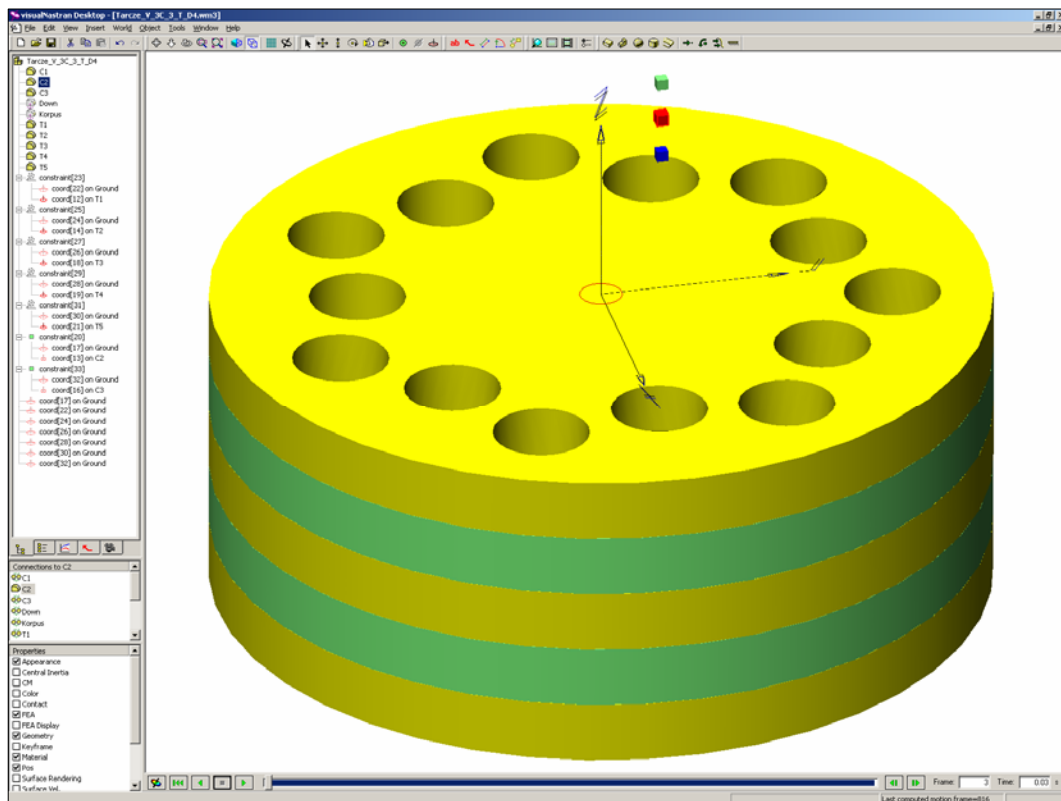 visualNastran Desktop - [Tarcze_V_3C_3_T_D4.wm3]
File Edit View Insert World Object Tools Window Help
Tarcze_V_3C_3_T_D4
C1
C2
C3
Down
Korpus
T1
T2
T3
T4
T5
constraint[23]
coord[22] on Ground
coord[12] on T1
constraint[25]
coord[24] on Ground
coord[14] on T2
constraint[27]
coord[26] on Ground
coord[18] on T3
constraint[29]
coord[28] on Ground
coord[19] on T4
constraint[31]
coord[30] on Ground
coord[21] on T5
constraint[20]
coord[17] on Ground
coord[13] on C2
constraint[33]
coord[32] on Ground
coord[16] on C3
coord[17] on Ground
coord[22] on Ground
coord[24] on Ground
coord[26] on Ground
coord[28] on Ground
coord[30] on Ground
coord[32] on Ground
Z
Connections to C2
C1
C2
C3
Down
Korpus
T1
Properties
Appearance
Central Inertia
CM
Color
Contact
FEA
FEA Display
Geometry
Keyframe
Material
Pos
Surface Rendering
Surface Vel.
Frame: 3 Time: 0.03 s
Last computed motion frame=816